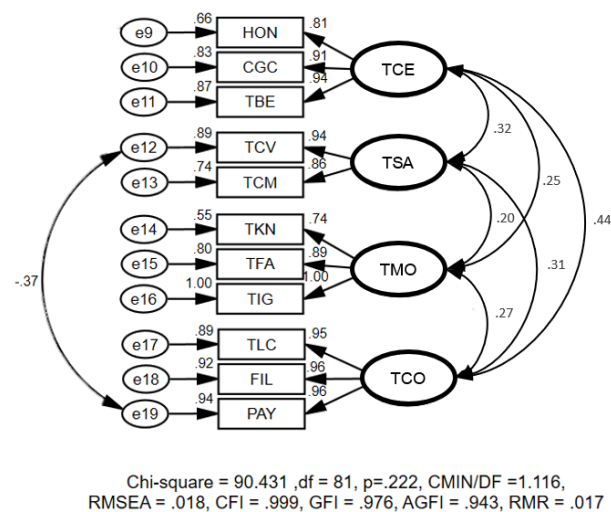 e9 .66 HON .81
e10 .83 CGC .91 TCE
e11 .87 TBE .94
.32
e12 .89 TCV .94
e13 .74 TCM .86 TSA
.25
.20 .44
e14 .55 TKN .74
e15 .80 TFA .89 TMO .31
e16 1.00 TIG 1.00
-.37
.27
e17 .89 TLC .95
e18 .92 FIL .96 TCO
e19 .94 PAY .96
Chi-square = 90.431 ,df = 81, p=.222, CMIN/DF =1.116,
RMSEA = .018, CFI = .999, GFI = .976, AGFI = .943, RMR = .017